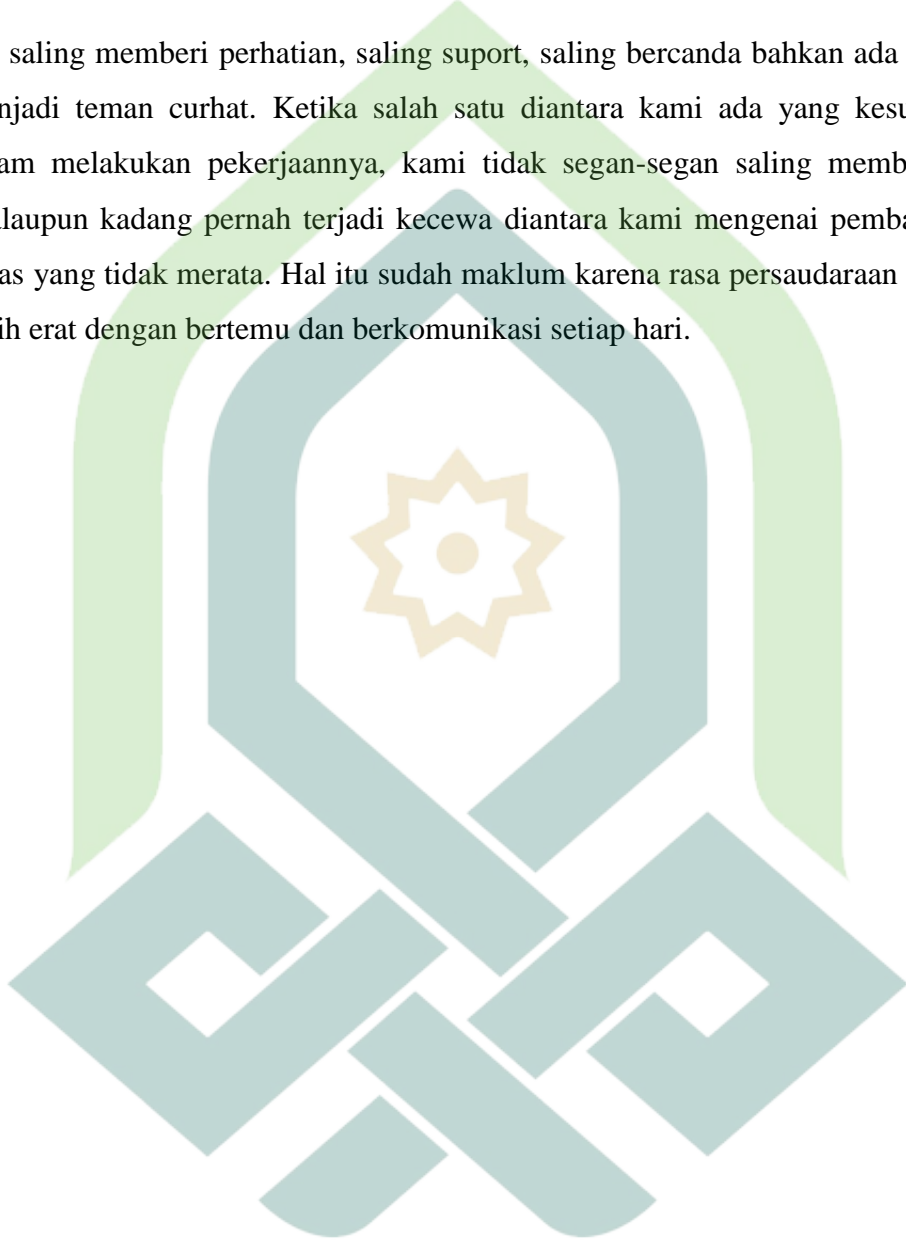 saling memberi perhatian, saling suport, saling bercanda bahkan ada
njadi teman curhat. Ketika salah satu diantara kami ada yang kesu
am melakukan pekerjaannya, kami tidak segan-segan saling memb
laupun kadang pernah terjadi kecewa diantara kami mengenai pemba
as yang tidak merata. Hal itu sudah maklum karena rasa persaudaraan
ih erat dengan bertemu dan berkomunikasi setiap hari.